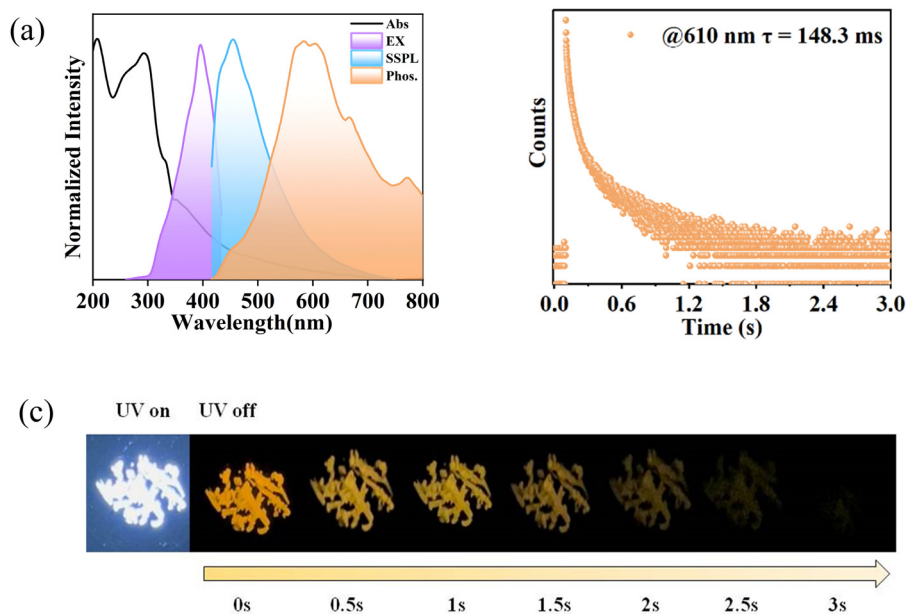 (a)
Abs
EX
SSPL
Phos.
Normalized Intensity
200 300 400 500 600 700 800
Wavelength(nm)
@610 nm τ = 148.3 ms
Counts
0.0 0.6 1.2 1.8 2.4 3.0
Time (s)
(c)
UV on UV off
0s 0.5s 1s 1.5s 2s 2.5s 3s